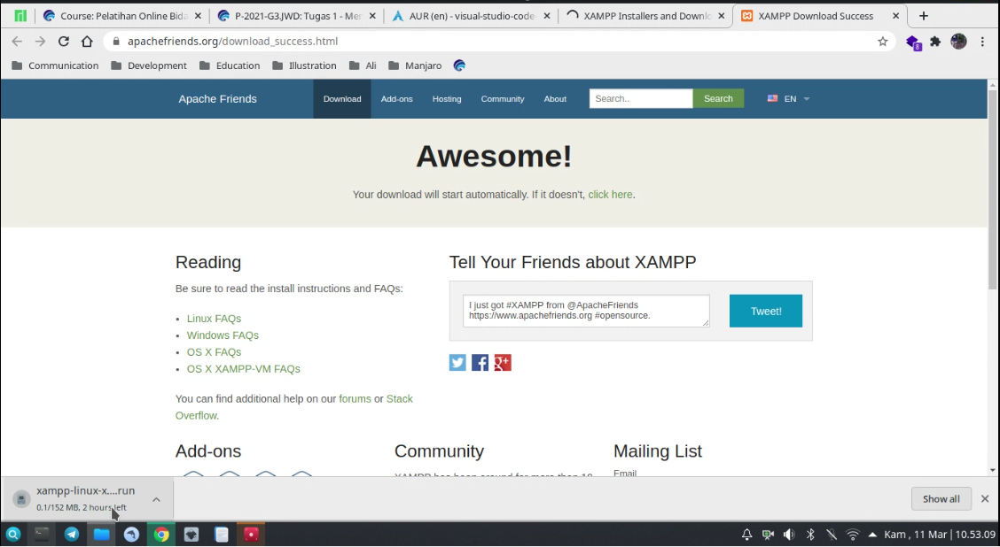 Course: Pelatihan Online Bida
P-2021-G3.JWD: Tugas 1 - Mer
AUR (en) - visual-studio-code
XAMPP Installers and Downlo
XAMPP Download Success
apachefriends.org/download_success.html
8
Communication
Development
Education
Illustration
Ali
Manjaro
Apache Friends
Download
Add-ons
Hosting
Community
About
Search..
Search
EN
Awesome!
Your download will start automatically. If it doesn't, click here.
Reading
Be sure to read the install instructions and FAQs:
• Linux FAQs
• Windows FAQs
• OS X FAQs
• OS X XAMPP-VM FAQs
You can find additional help on our forums or Stack
Overflow.
Tell Your Friends about XAMPP
I just got #XAMPP from @ApacheFriends
https://www.apachefriends.org #opensource.
Tweet!
g+
Add-ons
Community
XAMPP has been around for more than 10
Mailing List
Email
xampp-linux-x....run
0.1/152 MB, 2 hours left
Show all
Kam , 11 Mar | 10.53.09